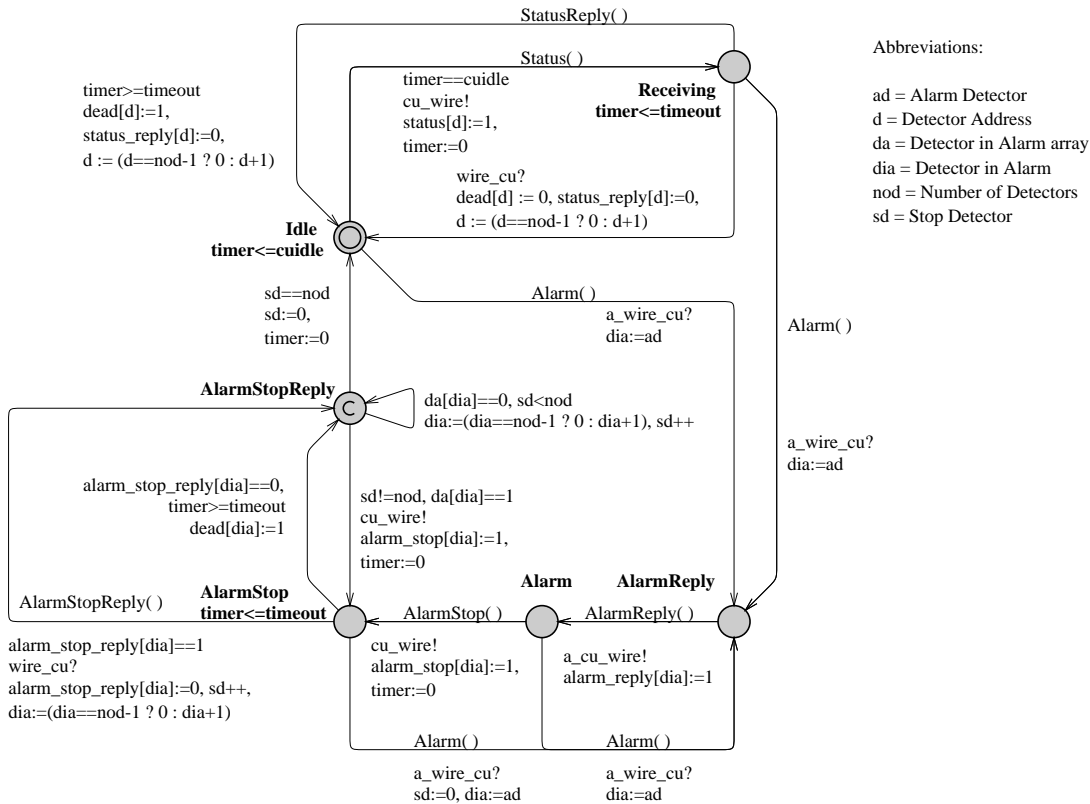 StatusReply( )
Status( )
timer>=timeout
dead[d]:=1,
status_reply[d]:=0,
d := (d==nod-1 ? 0 : d+1)
timer==cuidle
cu_wire!
status[d]:=1,
timer:=0
Receiving
timer<=timeout
wire_cu?
dead[d] := 0, status_reply[d]:=0,
d := (d==nod-1 ? 0 : d+1)
Abbreviations:
ad = Alarm Detector
d = Detector Address
da = Detector in Alarm array
dia = Detector in Alarm
nod = Number of Detectors
sd = Stop Detector
Idle
timer<=cuidle
sd==nod
sd:=0,
timer:=0
Alarm( )
a_wire_cu?
dia:=ad
Alarm( )
a_wire_cu?
dia:=ad
AlarmStopReply
C
da[dia]==0, sd<nod
dia:=(dia==nod-1 ? 0 : dia+1), sd++
alarm_stop_reply[dia]==0,
timer>=timeout
dead[dia]:=1
sd!=nod, da[dia]==1
cu_wire!
alarm_stop[dia]:=1,
timer:=0
AlarmStop
timer<=timeout
Alarm
AlarmReply
AlarmStopReply( )
AlarmStop( )
AlarmReply( )
alarm_stop_reply[dia]==1
wire_cu?
alarm_stop_reply[dia]:=0, sd++,
dia:=(dia==nod-1 ? 0 : dia+1)
cu_wire!
alarm_stop[dia]:=1,
timer:=0
a_cu_wire!
alarm_reply[dia]:=1
Alarm( )
a_wire_cu?
sd:=0, dia:=ad
Alarm( )
a_wire_cu?
dia:=ad